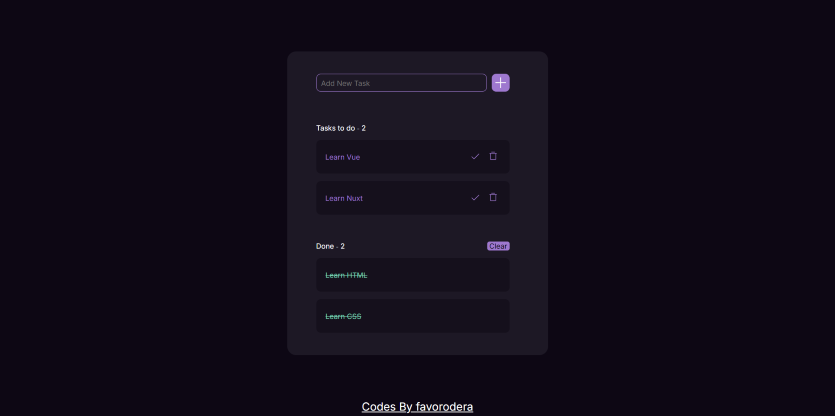 Add New Task
Tasks to do - 2
Learn Vue
Learn Nuxt
Done - 2
Clear
Learn HTML
Learn CSS
Codes By favorodera